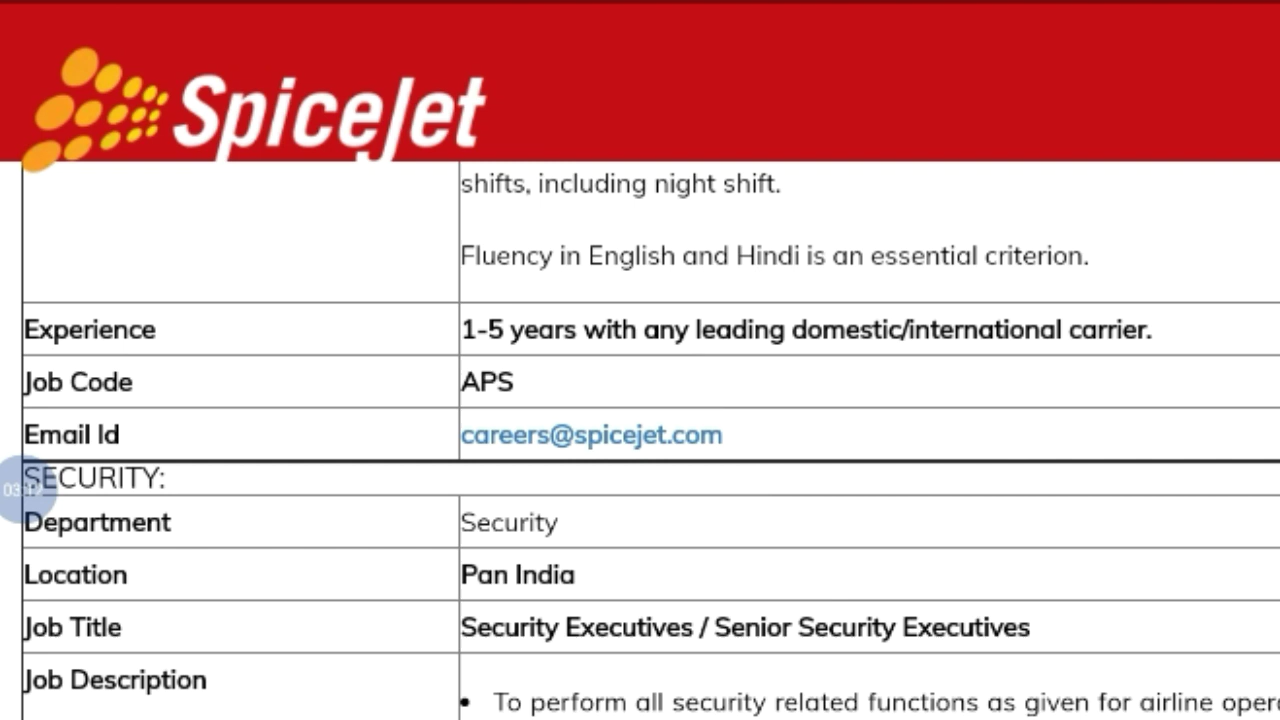 SpiceJet
shifts, including night shift.
Fluency in English and Hindi is an essential criterion.
Experience 1-5 years with any leading domestic/international carrier.
Job Code APS
Email Id careers@spicejet.com
SECURITY:
Department Security
Location Pan India
Job Title Security Executives / Senior Security Executives
Job Description
• To perform all security related functions as given for airline